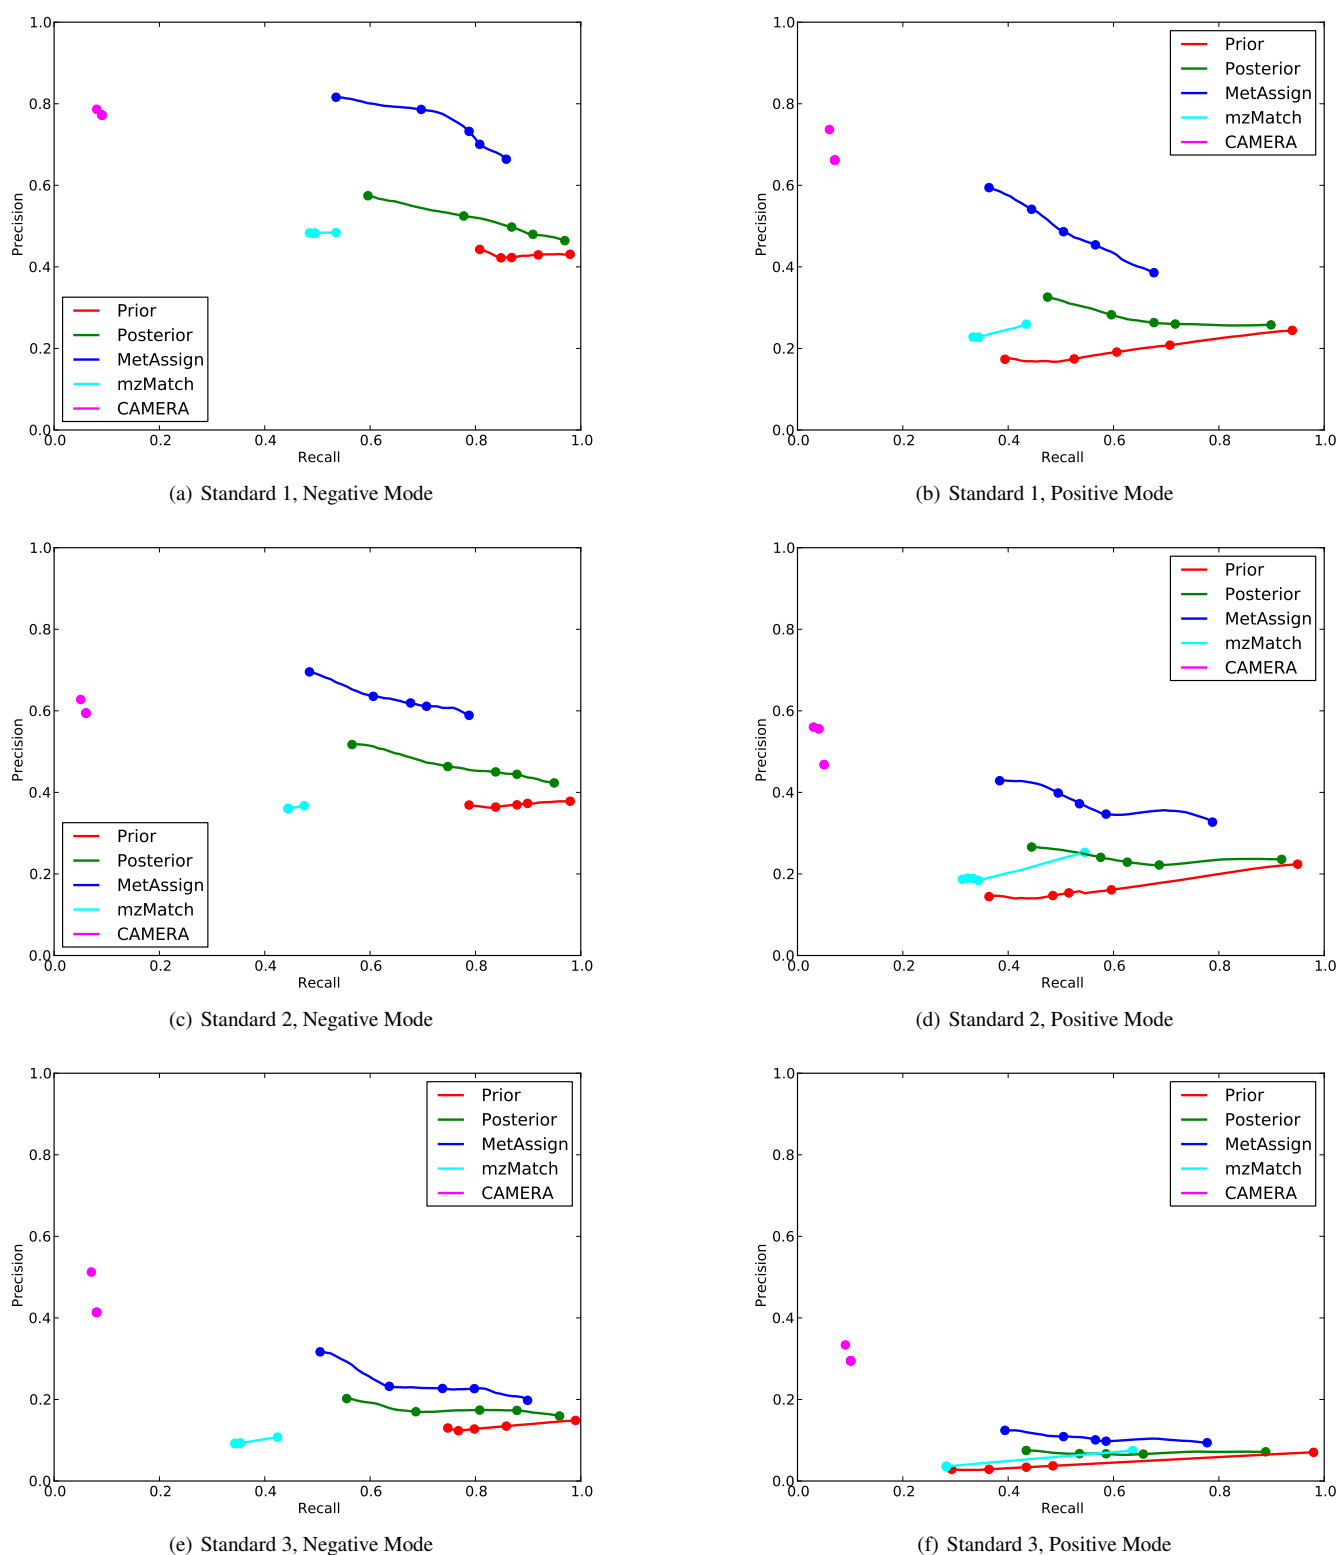 1.0
0.8
0.6
0.4
0.2
0.0
Precision
Prior
Posterior
MetAssign
mzMatch
CAMERA
0.0 0.2 0.4 0.6 0.8 1.0
Recall
(a) Standard 1, Negative Mode
1.0
0.8
0.6
0.4
0.2
0.0
Precision
Prior
Posterior
MetAssign
mzMatch
CAMERA
0.0 0.2 0.4 0.6 0.8 1.0
Recall
(b) Standard 1, Positive Mode
1.0
0.8
0.6
0.4
0.2
0.0
Precision
Prior
Posterior
MetAssign
mzMatch
CAMERA
0.0 0.2 0.4 0.6 0.8 1.0
Recall
(c) Standard 2, Negative Mode
1.0
0.8
0.6
0.4
0.2
0.0
Precision
Prior
Posterior
MetAssign
mzMatch
CAMERA
0.0 0.2 0.4 0.6 0.8 1.0
Recall
(d) Standard 2, Positive Mode
1.0
0.8
0.6
0.4
0.2
0.0
Precision
Prior
Posterior
MetAssign
mzMatch
CAMERA
0.0 0.2 0.4 0.6 0.8 1.0
Recall
(e) Standard 3, Negative Mode
1.0
0.8
0.6
0.4
0.2
0.0
Precision
Prior
Posterior
MetAssign
mzMatch
CAMERA
0.0 0.2 0.4 0.6 0.8 1.0
Recall
(f) Standard 3, Positive Mode